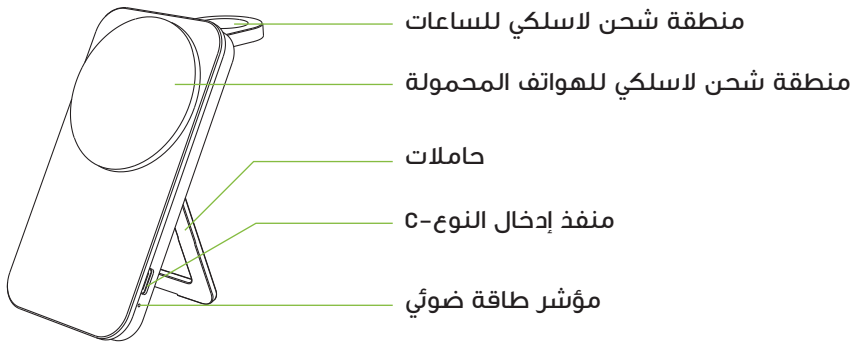 منطقة شحن لاسلكي للساعات
منطقة شحن لاسلكي للهواتف المحمولة
حاملات
منفذ إدخال النوع-C
مؤشر طاقة ضوئي